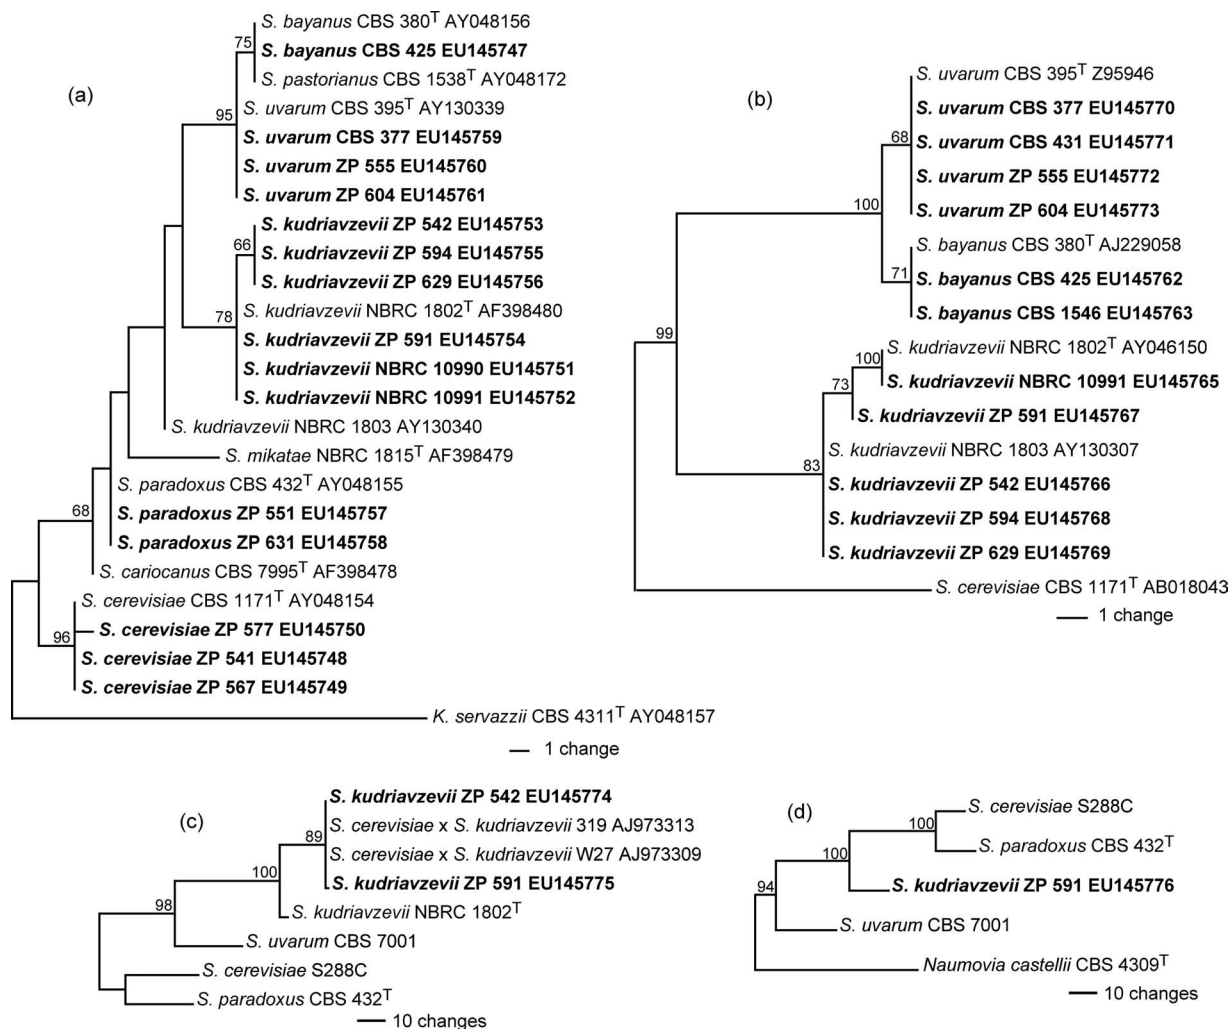 (a)
S. bayanus CBS 380T AY048156
75
S. bayanus CBS 425 EU145747
S. pastorianus CBS 1538T AY048172
S. uvarum CBS 395T AY130339
95
S. uvarum CBS 377 EU145759
S. uvarum ZP 555 EU145760
S. uvarum ZP 604 EU145761
S. kudriavzevii ZP 542 EU145753
66
S. kudriavzevii ZP 594 EU145755
S. kudriavzevii ZP 629 EU145756
S. kudriavzevii NBRC 1802T AF398480
78
S. kudriavzevii ZP 591 EU145754
S. kudriavzevii NBRC 10990 EU145751
S. kudriavzevii NBRC 10991 EU145752
S. kudriavzevii NBRC 1803 AY130340
S. mikatae NBRC 1815T AF398479
S. paradoxus CBS 432T AY048155
68
S. paradoxus ZP 551 EU145757
S. paradoxus ZP 631 EU145758
S. cariocanus CBS 7995T AF398478
S. cerevisiae CBS 1171T AY048154
S. cerevisiae ZP 577 EU145750
96
S. cerevisiae ZP 541 EU145748
S. cerevisiae ZP 567 EU145749
K. servazzii CBS 4311T AY048157
1 change
(b)
S. uvarum CBS 395T Z95946
S. uvarum CBS 377 EU145770
68
S. uvarum CBS 431 EU145771
S. uvarum ZP 555 EU145772
100
S. uvarum ZP 604 EU145773
S. bayanus CBS 380T AJ229058
71
S. bayanus CBS 425 EU145762
S. bayanus CBS 1546 EU145763
99
S. kudriavzevii NBRC 1802T AY046150
100
S. kudriavzevii NBRC 10991 EU145765
73
S. kudriavzevii ZP 591 EU145767
S. kudriavzevii NBRC 1803 AY130307
83
S. kudriavzevii ZP 542 EU145766
S. kudriavzevii ZP 594 EU145768
S. kudriavzevii ZP 629 EU145769
S. cerevisiae CBS 1171T AB018043
1 change
(c)
S. kudriavzevii ZP 542 EU145774
S. cerevisiae x S. kudriavzevii 319 AJ973313
89
S. cerevisiae x S. kudriavzevii W27 AJ973309
100
S. kudriavzevii ZP 591 EU145775
98
S. kudriavzevii NBRC 1802T
S. uvarum CBS 7001
S. cerevisiae S288C
S. paradoxus CBS 432T
10 changes
(d)
S. cerevisiae S288C
100
S. paradoxus CBS 432T
100
S. kudriavzevii ZP 591 EU145776
94
S. uvarum CBS 7001
Naumovia castellii CBS 4309T
10 changes